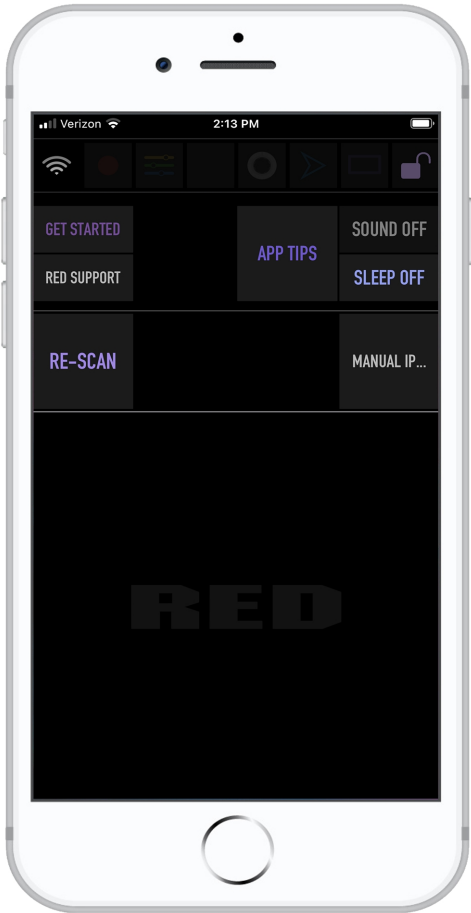 Verizon
2:13 PM
GET STARTED
RED SUPPORT
APP TIPS
SOUND OFF
SLEEP OFF
RE-SCAN
MANUAL IP...
RED